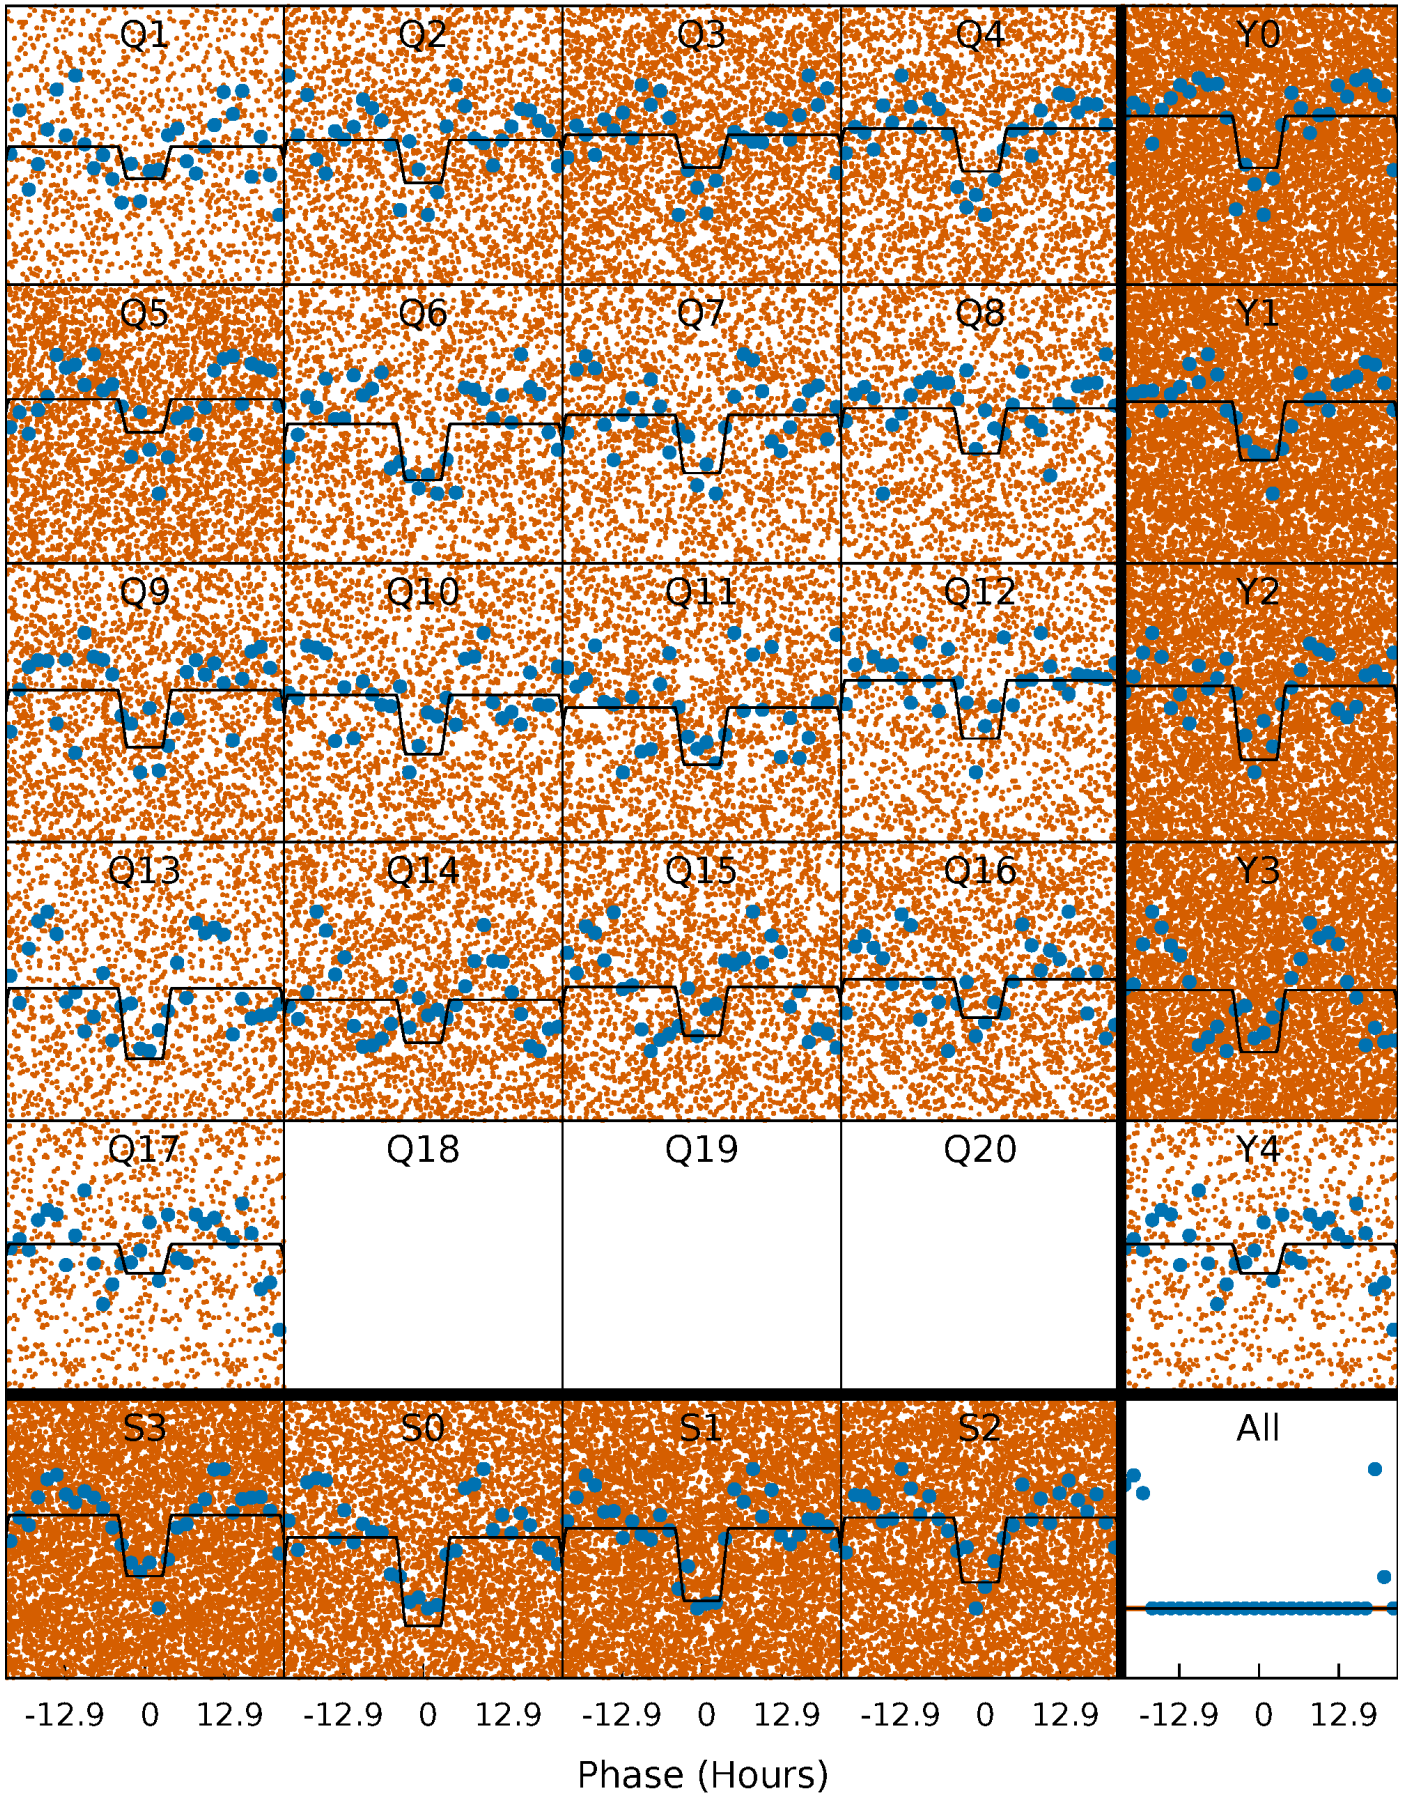 Q1 Q2 Q3 Q4 Y0
Q5 Q6 Q7 Q8 Y1
Q9 Q10 Q11 Q12 Y2
Q13 Q14 Q15 Q16 Y3
Q17 Q18 Q19 Q20 Y4
S3 S0 S1 S2 All
-12.9 0 12.9 -12.9 0 12.9 -12.9 0 12.9 -12.9 0 12.9 -12.9 0 12.9
Phase (Hours)